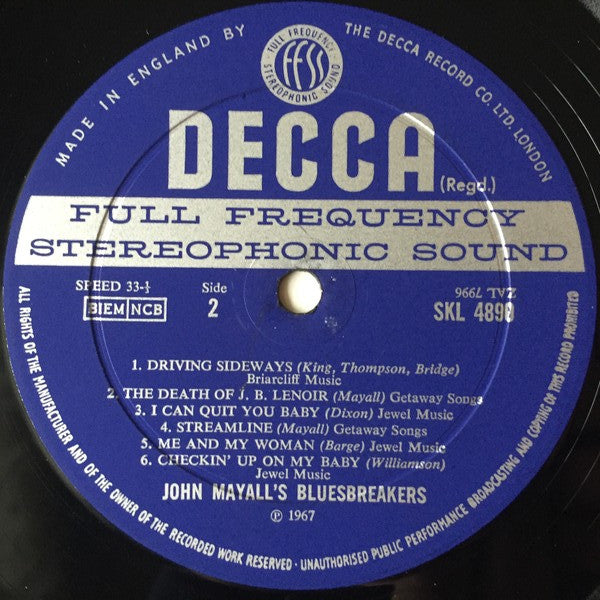 MADE IN ENGLAND BY
THE DECCA RECORD CO. LTD. LONDON
FULL FREQUENCY
STEREOPHONIC SOUND
FFSS
DECCA
(Regd.)
FULL FREQUENCY
STEREOPHONIC SOUND
SPEED 33-⅓
Side
2
BIEM NCB
ZAL 7996
SKL 4890
1. DRIVING SIDEWAYS (King, Thompson, Bridge)
Briarcliff Music
2. THE DEATH OF J. B. LENOIR (Mayall) Getaway Songs
3. I CAN QUIT YOU BABY (Dixon) Jewel Music
4. STREAMLINE (Mayall) Getaway Songs
5. ME AND MY WOMAN (Barge) Jewel Music
6. CHECKIN' UP ON MY BABY (Williamson)
Jewel Music
JOHN MAYALL'S BLUESBREAKERS
℗ 1967
ALL RIGHTS OF THE MANUFACTURER AND OF THE OWNER OF THE RECORDED WORK RESERVED · UNAUTHORISED PUBLIC PERFORMANCE BROADCASTING AND COPYING OF THIS RECORD PROHIBITED